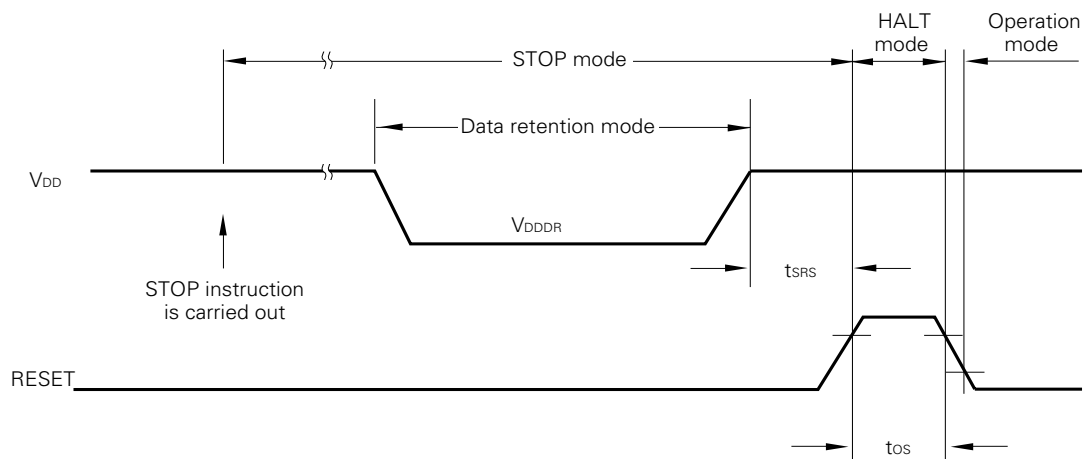 HALT
mode
Operation
mode
STOP mode
Data retention mode
VDD
VDDDR
STOP instruction
is carried out
tSRS
RESET
tOS